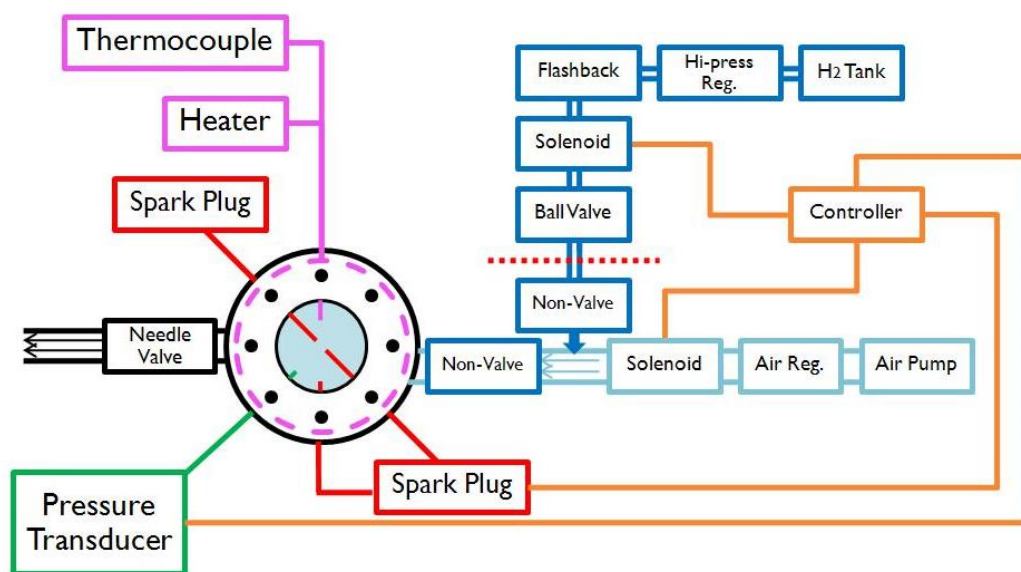 Thermocouple
Heater
Spark Plug
Flashback
Hi-press
Reg.
H2 Tank
Solenoid
Ball Valve
Controller
Non-Valve
Needle
Valve
Non-Valve
Solenoid
Air Reg.
Air Pump
Spark Plug
Pressure
Transducer